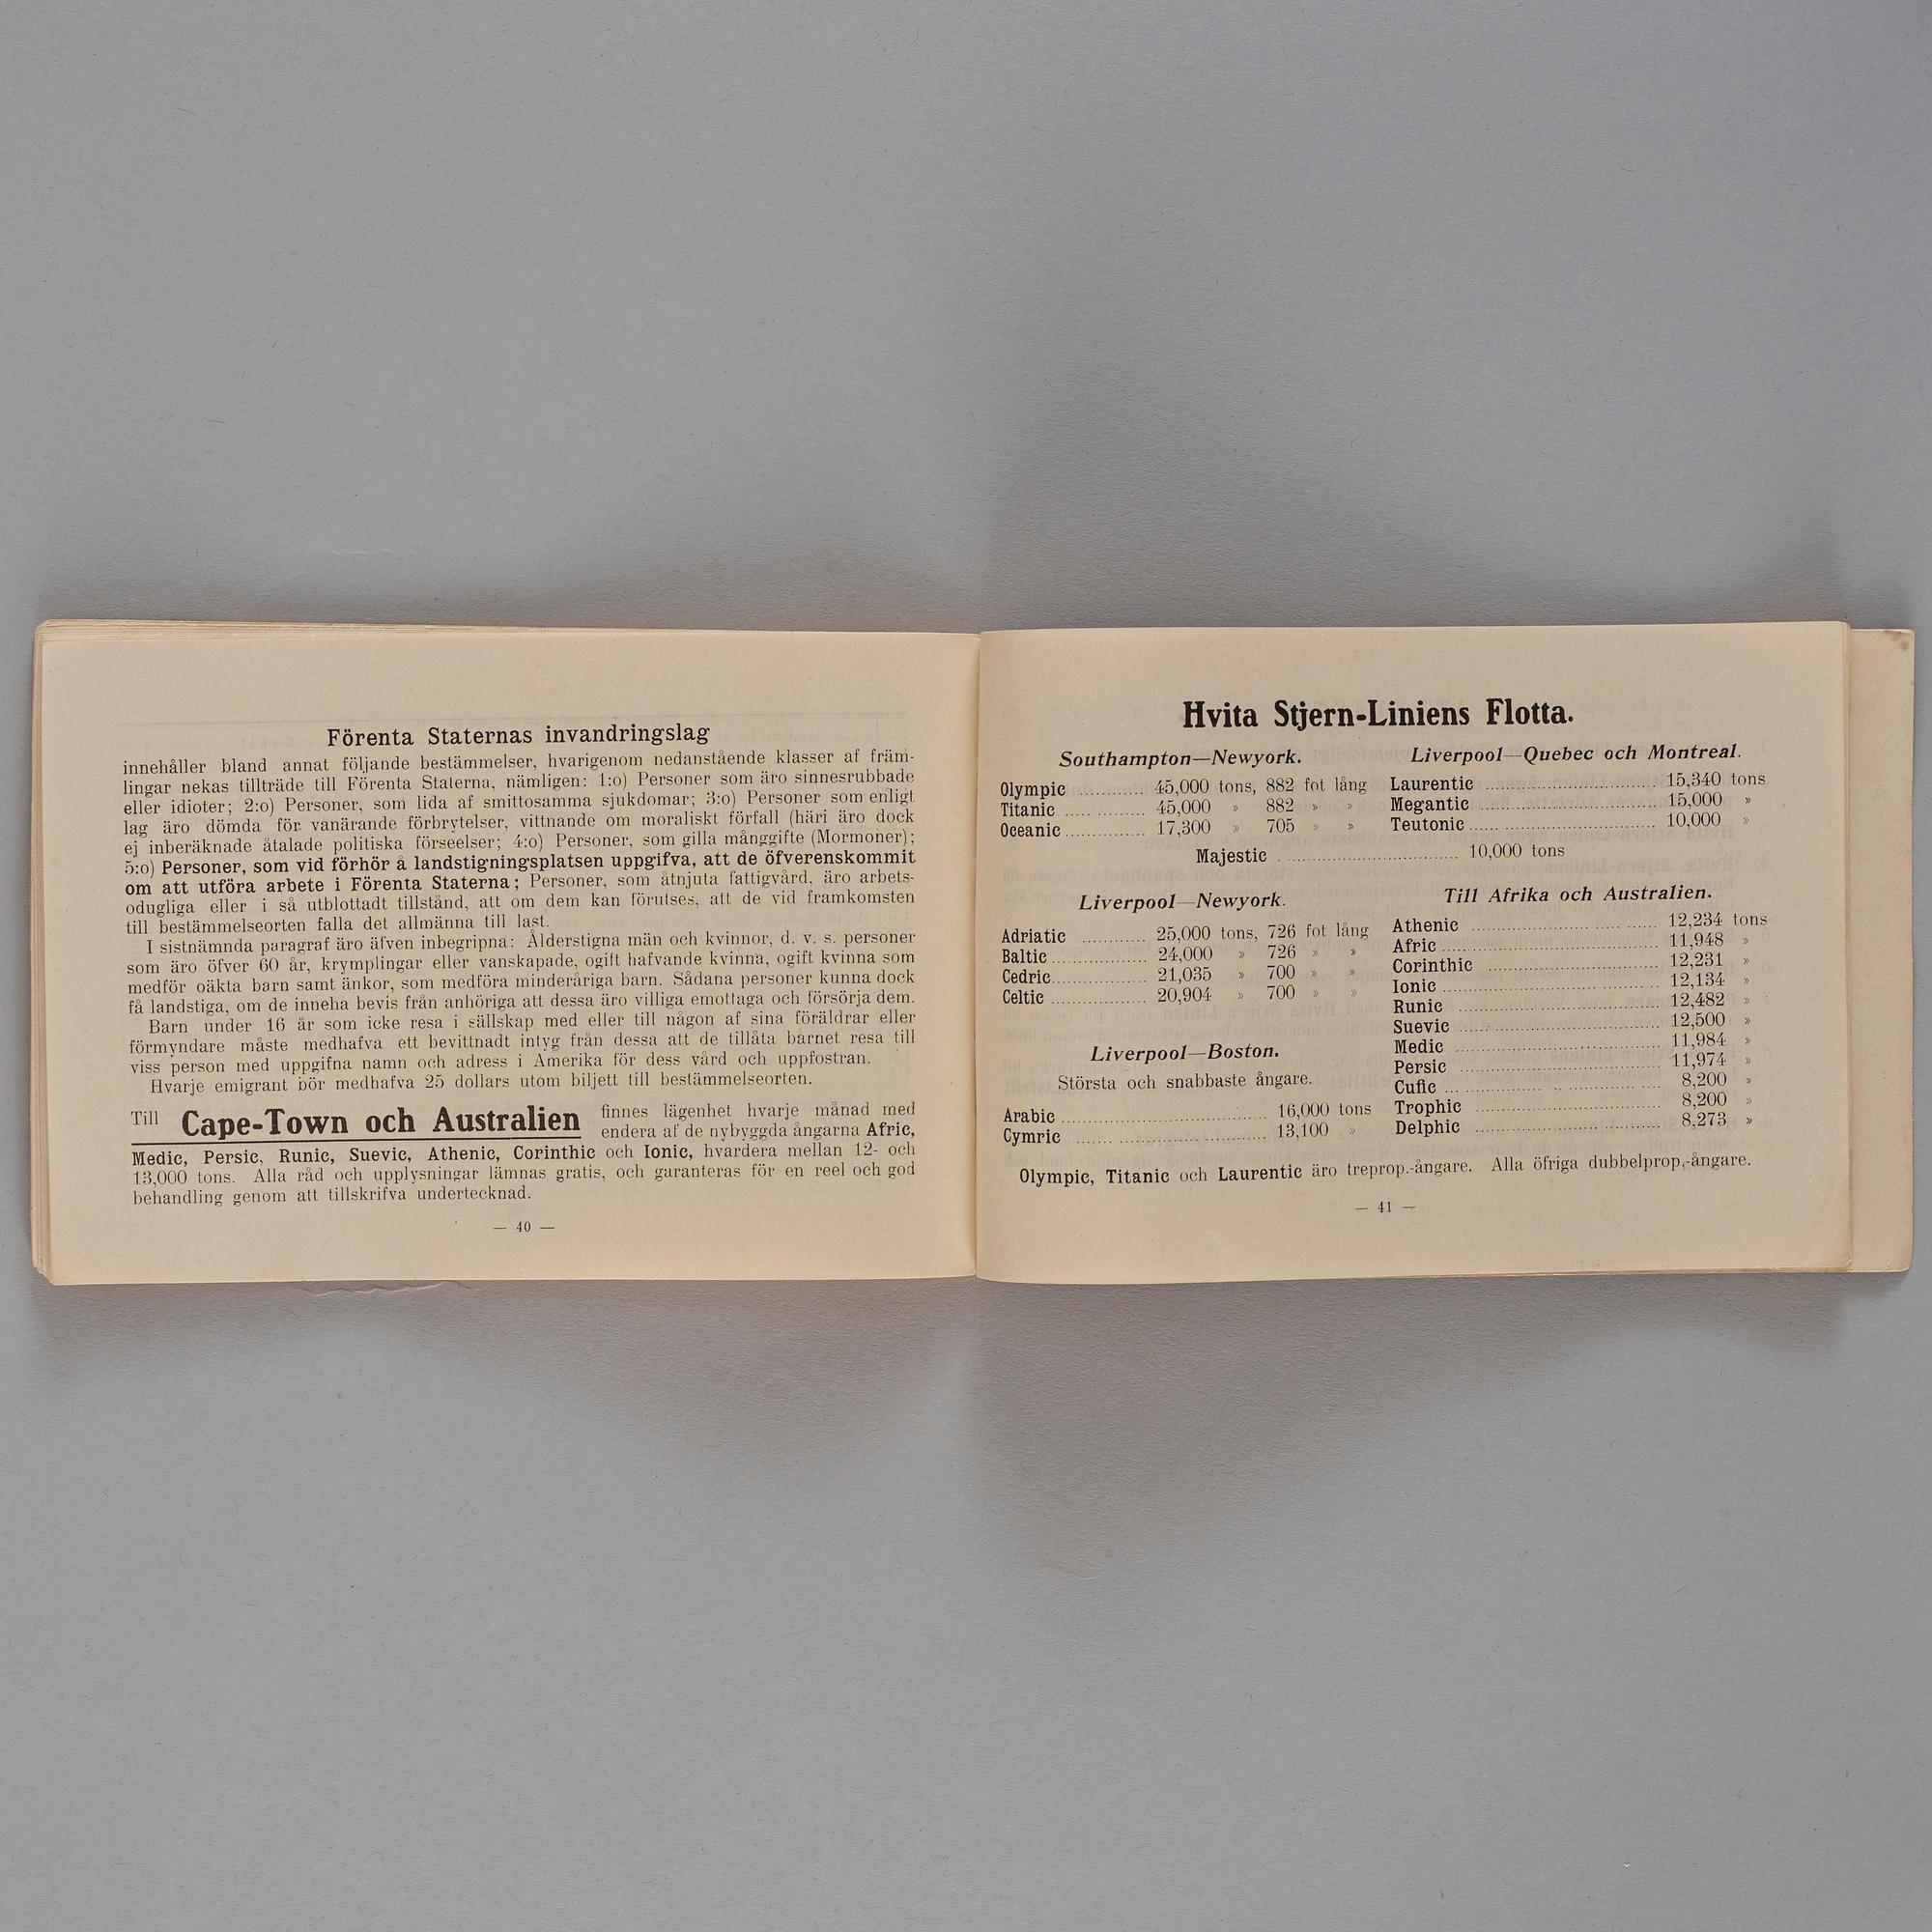 Förenta Staternas invandringslag
innehåller bland annat följande bestämmelser, hvarigenom nedanstående klasser af främ-
lingar nekas tillträde till Förenta Staterna, nämligen: 1:o) Personer som äro sinnesrubbade
eller idioter; 2:o) Personer, som lida af smittosamma sjukdomar; 3:o) Personer som enligt
lag äro dömda för vanärande förbrytelser, vittnande om moraliskt förfall (häri äro dock
ej inberäknade åtalade politiska förseelser; 4:o) Personer, som gilla månggifte (Mormoner);
5:o) Personer, som vid förhör å landstigningsplatsen uppgifva, att de öfverenskommit
om att utföra arbete i Förenta Staterna; Personer, som åtnjuta fattigvård, äro arbets-
odugliga eller i så utblottadt tillstånd, att om dem kan förutses, att de vid framkomsten
till bestämmelseorten falla det allmänna till last.
I sistnämnda paragraf äro äfven inbegripna: Ålderstigna män och kvinnor, d. v. s. personer
som äro öfver 60 år, krymplingar eller vanskapade, ogift hafvande kvinna, ogift kvinna som
medför oäkta barn samt änkor, som medföra minderåriga barn. Sådana personer kunna dock
få landstiga, om de inneha bevis från anhöriga att dessa äro villiga emottaga och försörja dem.
Barn under 16 år som icke resa i sällskap med eller till någon af sina föräldrar eller
förmyndare måste medhafva ett bevittnadt intyg från dessa att de tillåta barnet resa till
viss person med uppgifna namn och adress i Amerika för dess vård och uppfostran.
Hvarje emigrant bör medhafva 25 dollars utom biljett till bestämmelseorten.
Till Cape-Town och Australien finnes lägenhet hvarje månad med
endera af de nybyggda ångarna Afric,
Medic, Persic, Runic, Suevic, Athenic, Corinthic och Ionic, hvardera mellan 12- och
13,000 tons. Alla råd och upplysningar lämnas gratis, och garanteras för en reel och god
behandling genom att tillskrifva undertecknad.
— 40 —
Hvita Stjern-Liniens Flotta.
Southampton—Newyork.
Olympic ............ 45,000 tons, 882 fot lång
Titanic ............ 45,000 » 882 » »
Oceanic ............ 17,300 » 705 » »
Liverpool—Quebec och Montreal.
Laurentic ............ 15,340 tons
Megantic ............ 15,000 »
Teutonic ............ 10,000 »
Majestic ............ 10,000 tons
Liverpool—Newyork.
Adriatic ............ 25,000 tons, 726 fot lång
Baltic ............ 24,000 » 726 » »
Cedric ............ 21,035 » 700 » »
Celtic ............ 20,904 » 700 » »
Liverpool—Boston.
Största och snabbaste ångare.
Arabic ............ 16,000 tons
Cymric ............ 13,100 »
Till Afrika och Australien.
Athenic ............ 12,234 tons
Afric ............ 11,948 »
Corinthic ............ 12,231 »
Ionic ............ 12,134 »
Runic ............ 12,482 »
Suevic ............ 12,500 »
Medic ............ 11,984 »
Persic ............ 11,974 »
Cufic ............ 8,200 »
Trophic ............ 8,200 »
Delphic ............ 8,273 »
Olympic, Titanic och Laurentic äro treprop.-ångare. Alla öfriga dubbelprop.-ångare.
— 41 —